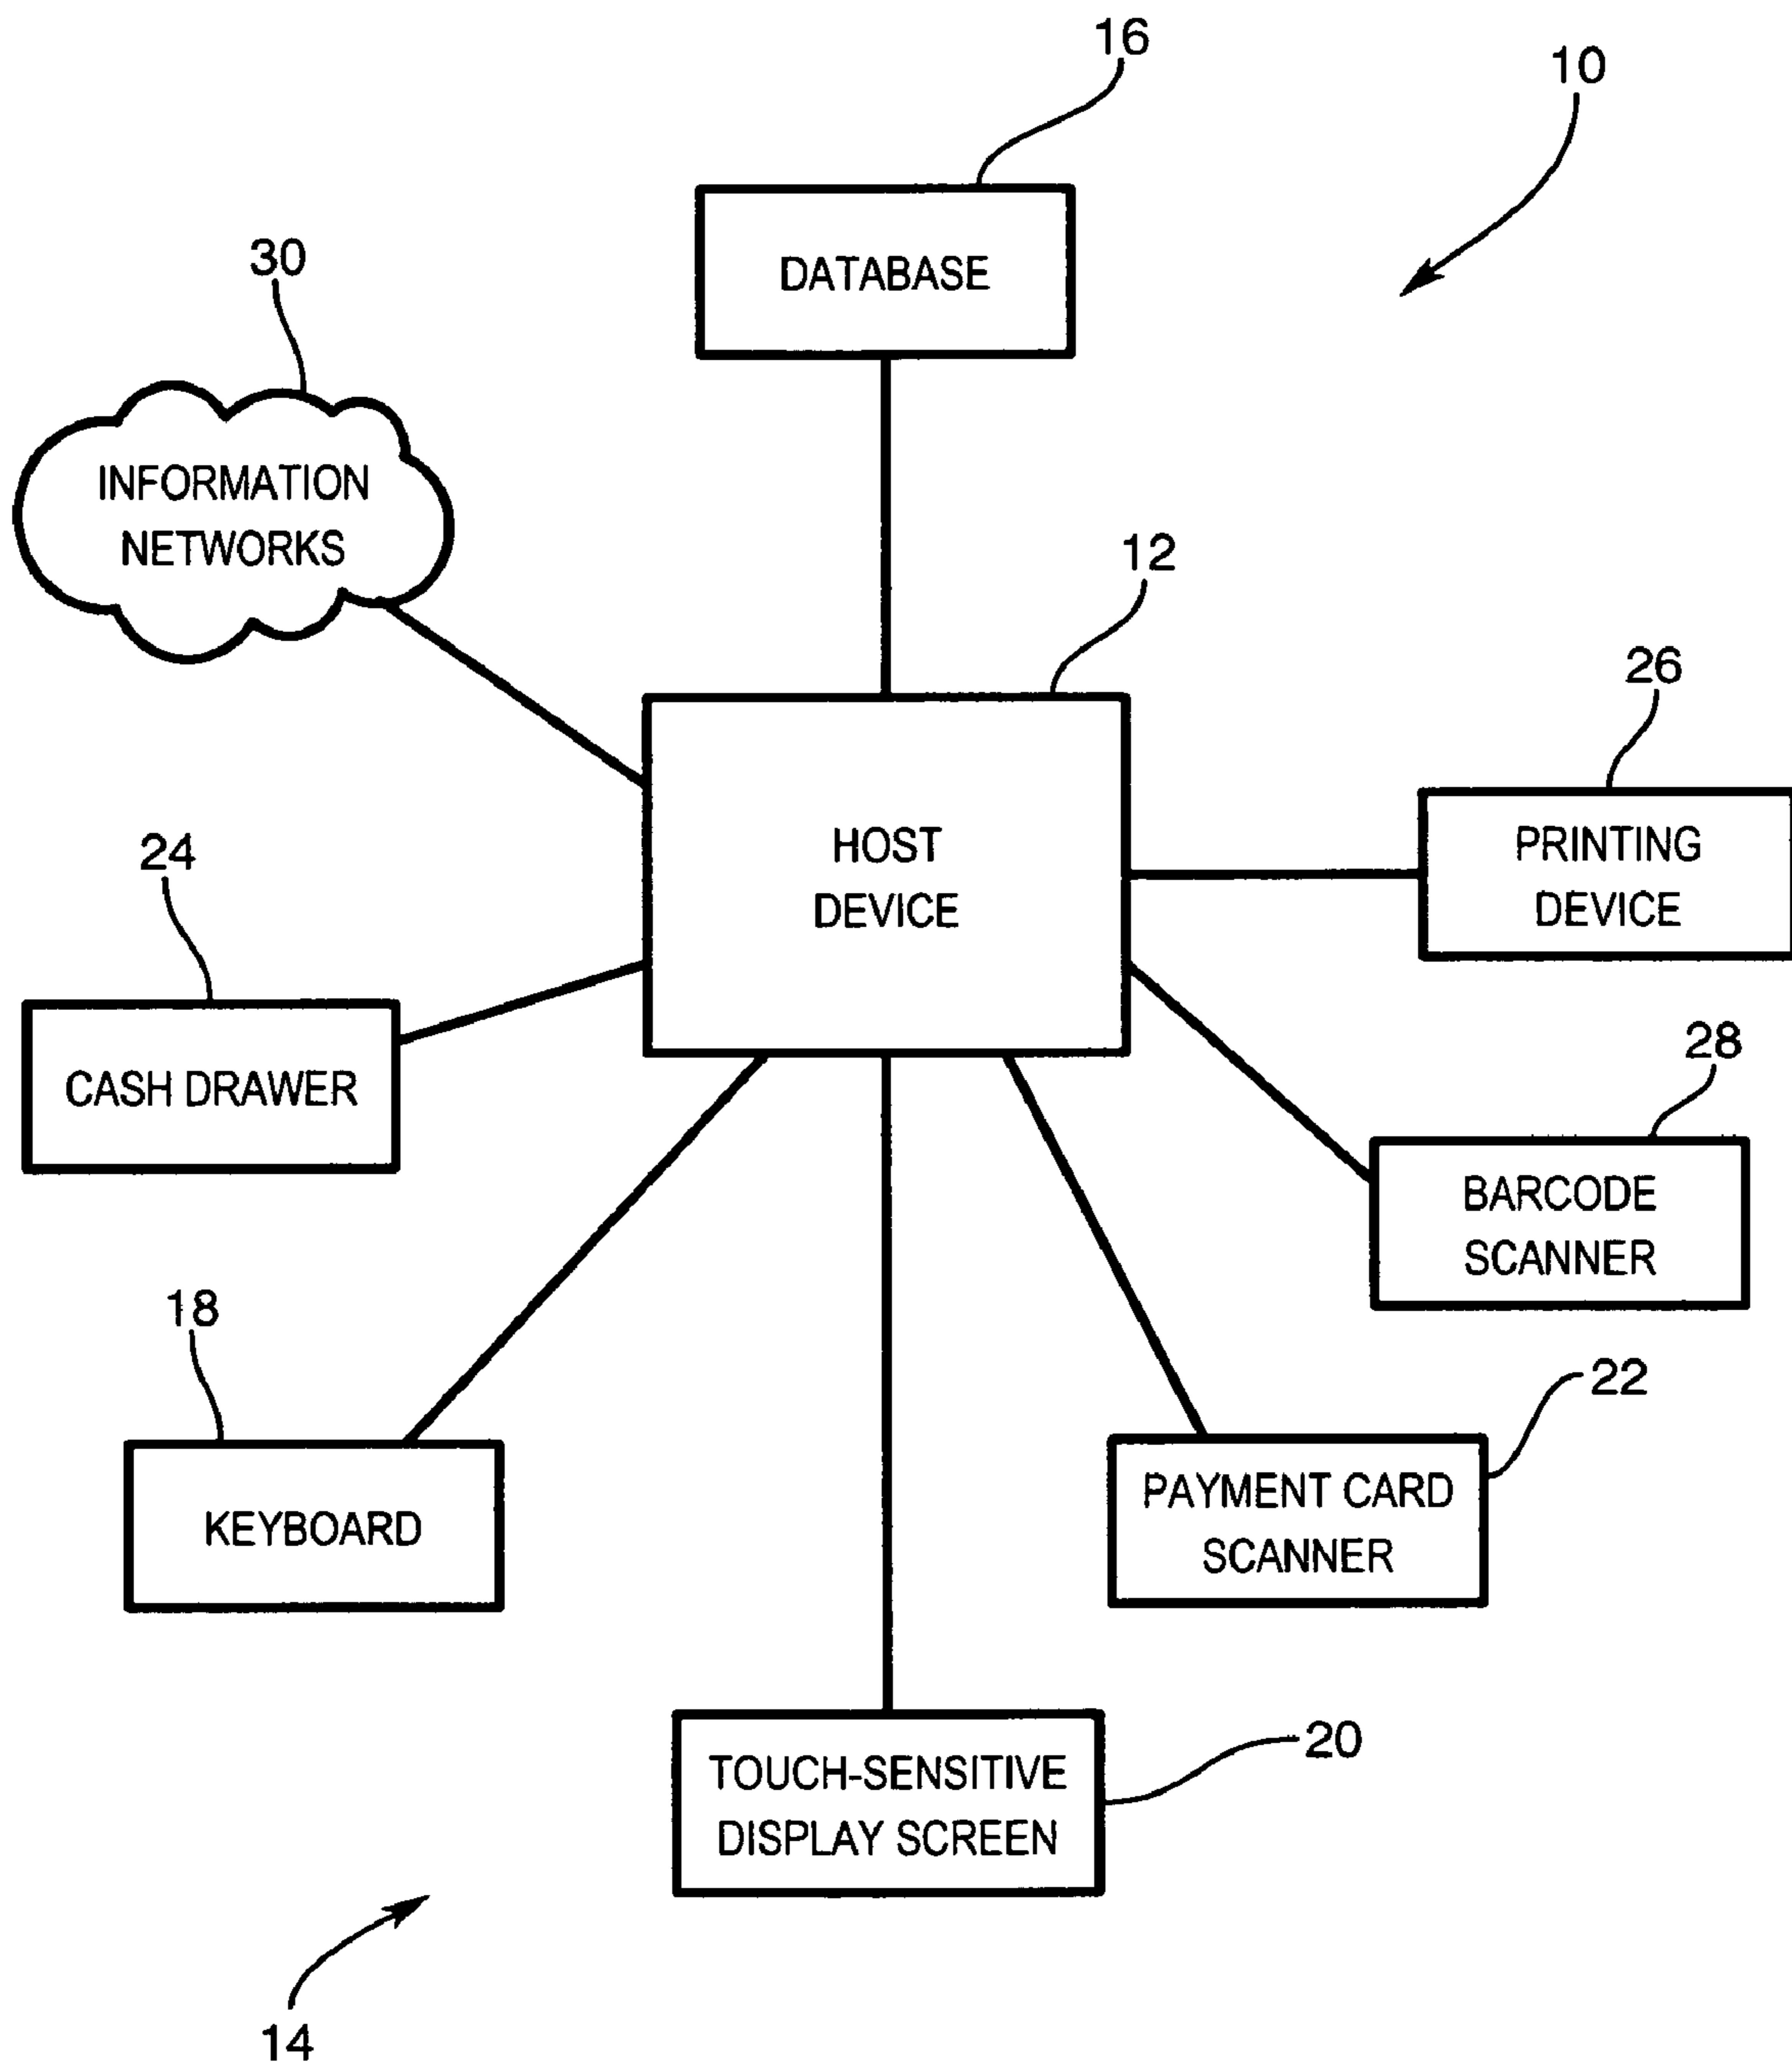 16
10
DATABASE
30
INFORMATION
NETWORKS
12
26
HOST
DEVICE
PRINTING
DEVICE
24
CASH DRAWER
28
BARCODE
SCANNER
18
KEYBOARD
22
PAYMENT CARD
SCANNER
20
TOUCH-SENSITIVE
DISPLAY SCREEN
14